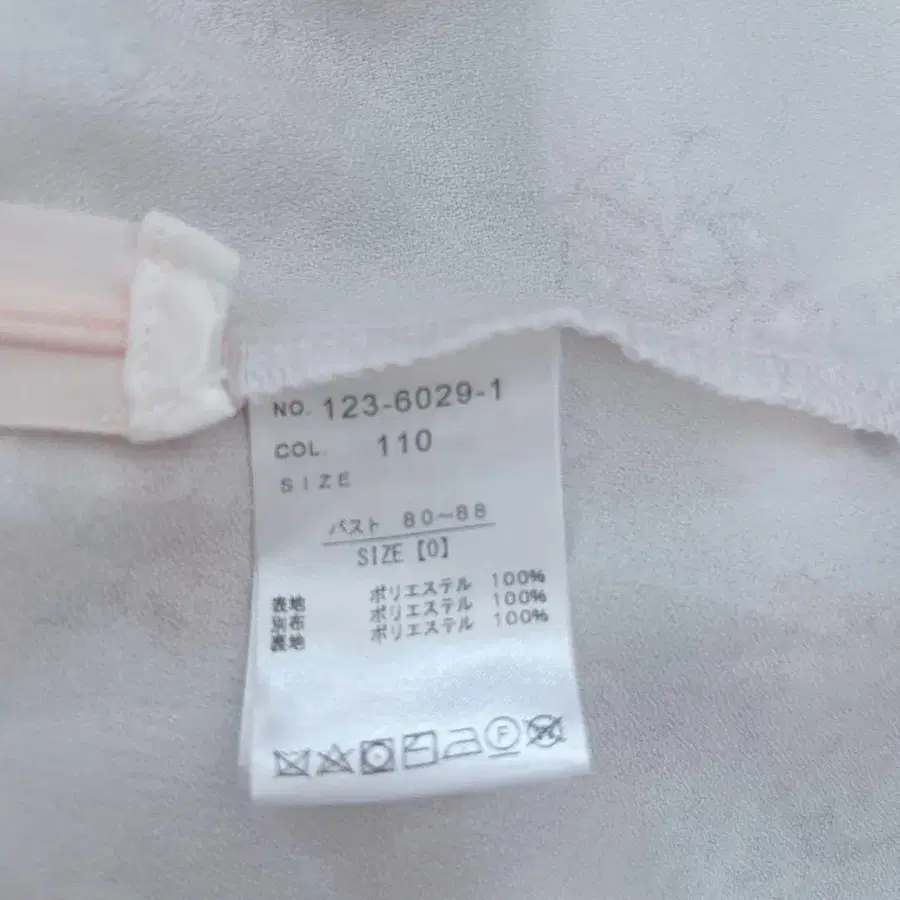 NO. 123-6029-1
COL. 110
SIZE
バスト 80~88
SIZE【0】
表地 ポリエステル 100%
別布 ポリエステル 100%
裏地 ポリエステル 100%
F